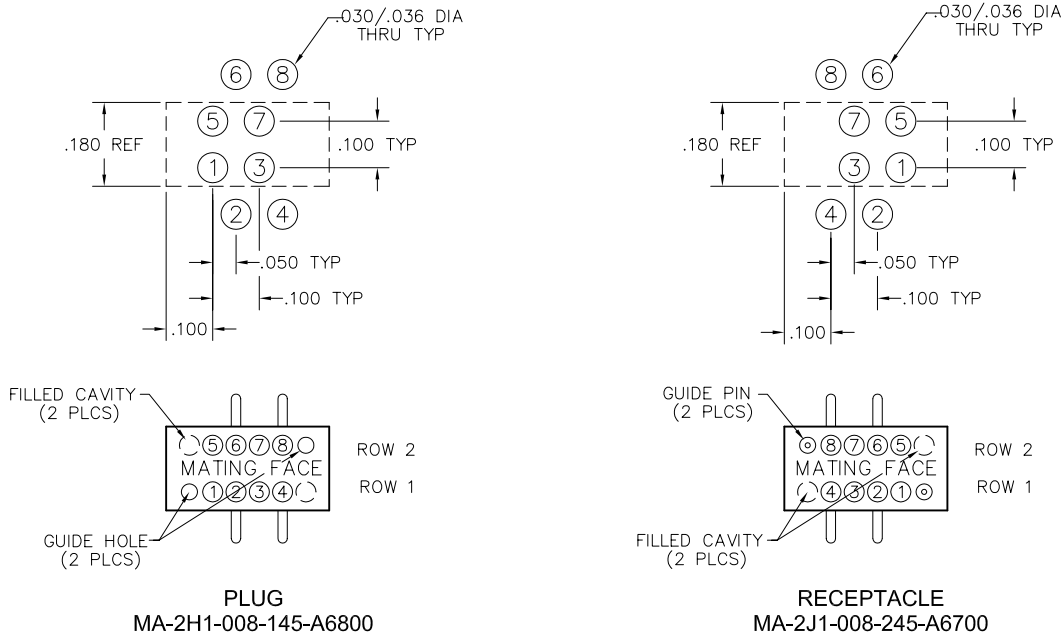 .030/.036 DIA
THRU TYP
6 8
5 7
.180 REF
.100 TYP
1 3
2 4
.050 TYP
.100 TYP
.100
FILLED CAVITY
(2 PLCS)
5 6 7 8
ROW 2
MATING FACE
1 2 3 4
ROW 1
GUIDE HOLE
(2 PLCS)
PLUG
MA-2H1-008-145-A6800
.030/.036 DIA
THRU TYP
8 6
7 5
.180 REF
.100 TYP
3 1
4 2
.050 TYP
.100 TYP
.100
GUIDE PIN
(2 PLCS)
8 7 6 5
ROW 2
MATING FACE
4 3 2 1
ROW 1
FILLED CAVITY
(2 PLCS)
RECEPTACLE
MA-2J1-008-245-A6700